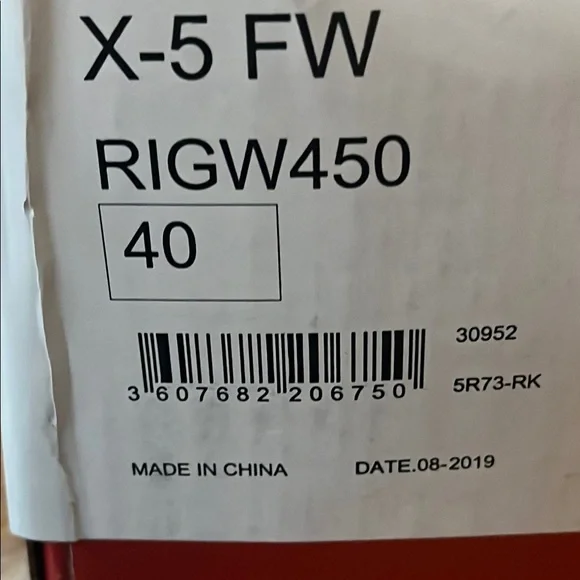 X-5 FW
RIGW450
40
30952
3 607682 206750
5R73-RK
MADE IN CHINA
DATE.08-2019